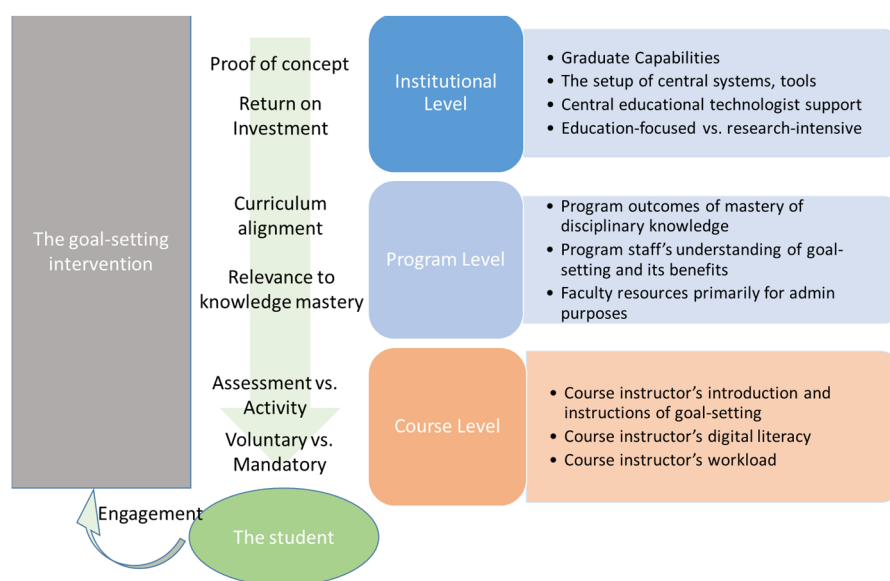 The goal-setting
intervention
Proof of concept
Return on
Investment
Curriculum
alignment
Relevance to
knowledge mastery
Assessment vs.
Activity
Voluntary vs.
Mandatory
Engagement
The student
Institutional
Level
• Graduate Capabilities
• The setup of central systems, tools
• Central educational technologist support
• Education-focused vs. research-intensive
Program Level
• Program outcomes of mastery of
disciplinary knowledge
• Program staff's understanding of goal-
setting and its benefits
• Faculty resources primarily for admin
purposes
Course Level
• Course instructor's introduction and
instructions of goal-setting
• Course instructor's digital literacy
• Course instructor's workload